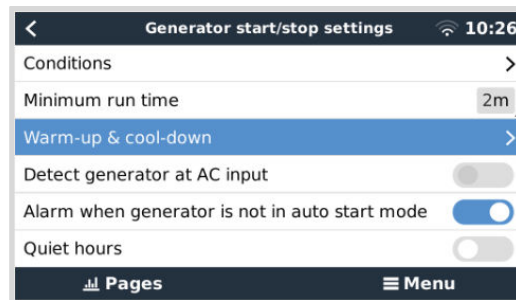 Generator start/stop settings 10:26
Conditions
Minimum run time 2m
Warm-up & cool-down
Detect generator at AC input
Alarm when generator is not in auto start mode
Quiet hours
Pages Menu